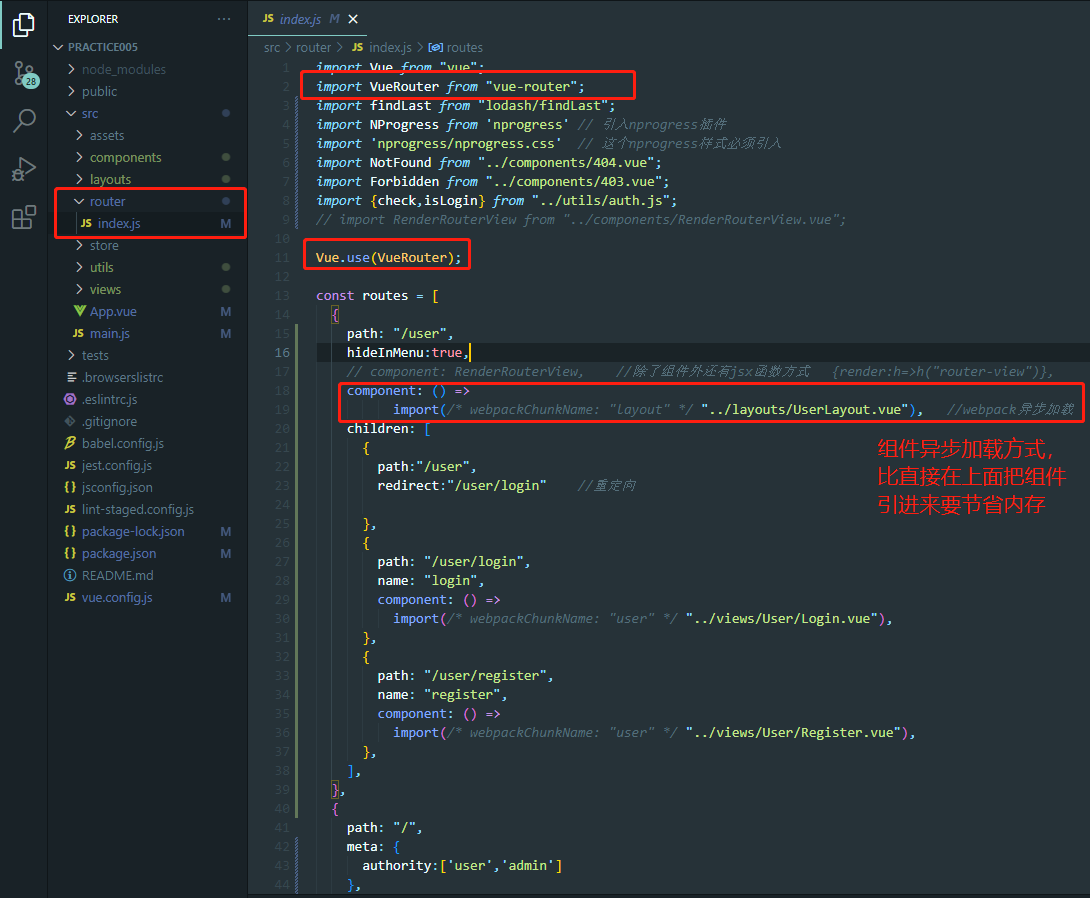 EXPLORER
···
PRACTICE005
node_modules
public
src
assets
components
layouts
router
JS index.js M
store
utils
views
App.vue M
JS main.js M
tests
.browserslistrc
.eslintrc.js
.gitignore
babel.config.js
JS jest.config.js
{} jsconfig.json
JS lint-staged.config.js
{} package-lock.json M
{} package.json M
README.md
JS vue.config.js M
28
JS index.js M ×
src > router > JS index.js > routes
1 import Vue from "vue";
2 import VueRouter from "vue-router";
3 import findLast from "lodash/findLast";
4 import NProgress from 'nprogress' // 引入nprogress插件
5 import 'nprogress/nprogress.css' // 这个nprogress样式必须引入
6 import NotFound from "../components/404.vue";
7 import Forbidden from "../components/403.vue";
8 import {check,isLogin} from "../utils/auth.js";
9 // import RenderRouterView from "../components/RenderRouterView.vue";
10
11 Vue.use(VueRouter);
12
13 const routes = [
14 {
15 path: "/user",
16 hideInMenu:true,
17 // component: RenderRouterView, //除了组件外还有jsx函数方式 {render:h=>h("router-view")},
18 component: () =>
19 import(/* webpackChunkName: "layout" */ "../layouts/UserLayout.vue"), //webpack异步加载
20 children: [
21 {
22 path:"/user",
23 redirect:"/user/login" //重定向
24
25 },
26 {
27 path: "/user/login",
28 name: "login",
29 component: () =>
30 import(/* webpackChunkName: "user" */ "../views/User/Login.vue"),
31 },
32 {
33 path: "/user/register",
34 name: "register",
35 component: () =>
36 import(/* webpackChunkName: "user" */ "../views/User/Register.vue"),
37 },
38 ],
39 },
40 {
41 path: "/",
42 meta: {
43 authority:['user','admin']
44 },
组件异步加载方式，
比直接在上面把组件
引进来要节省内存